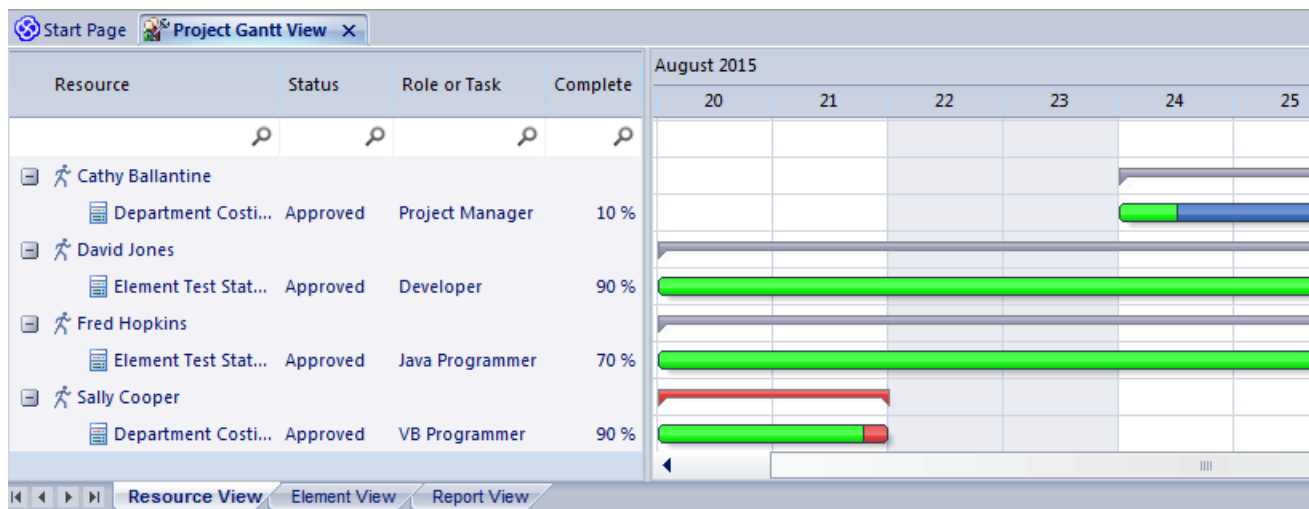 Start Page Project Gantt View X
Resource Status Role or Task Complete August 2015
20 21 22 23 24 25
Cathy Ballantine
Department Costi... Approved Project Manager 10 %
David Jones
Element Test Stat... Approved Developer 90 %
Fred Hopkins
Element Test Stat... Approved Java Programmer 70 %
Sally Cooper
Department Costi... Approved VB Programmer 90 %
Resource View Element View Report View